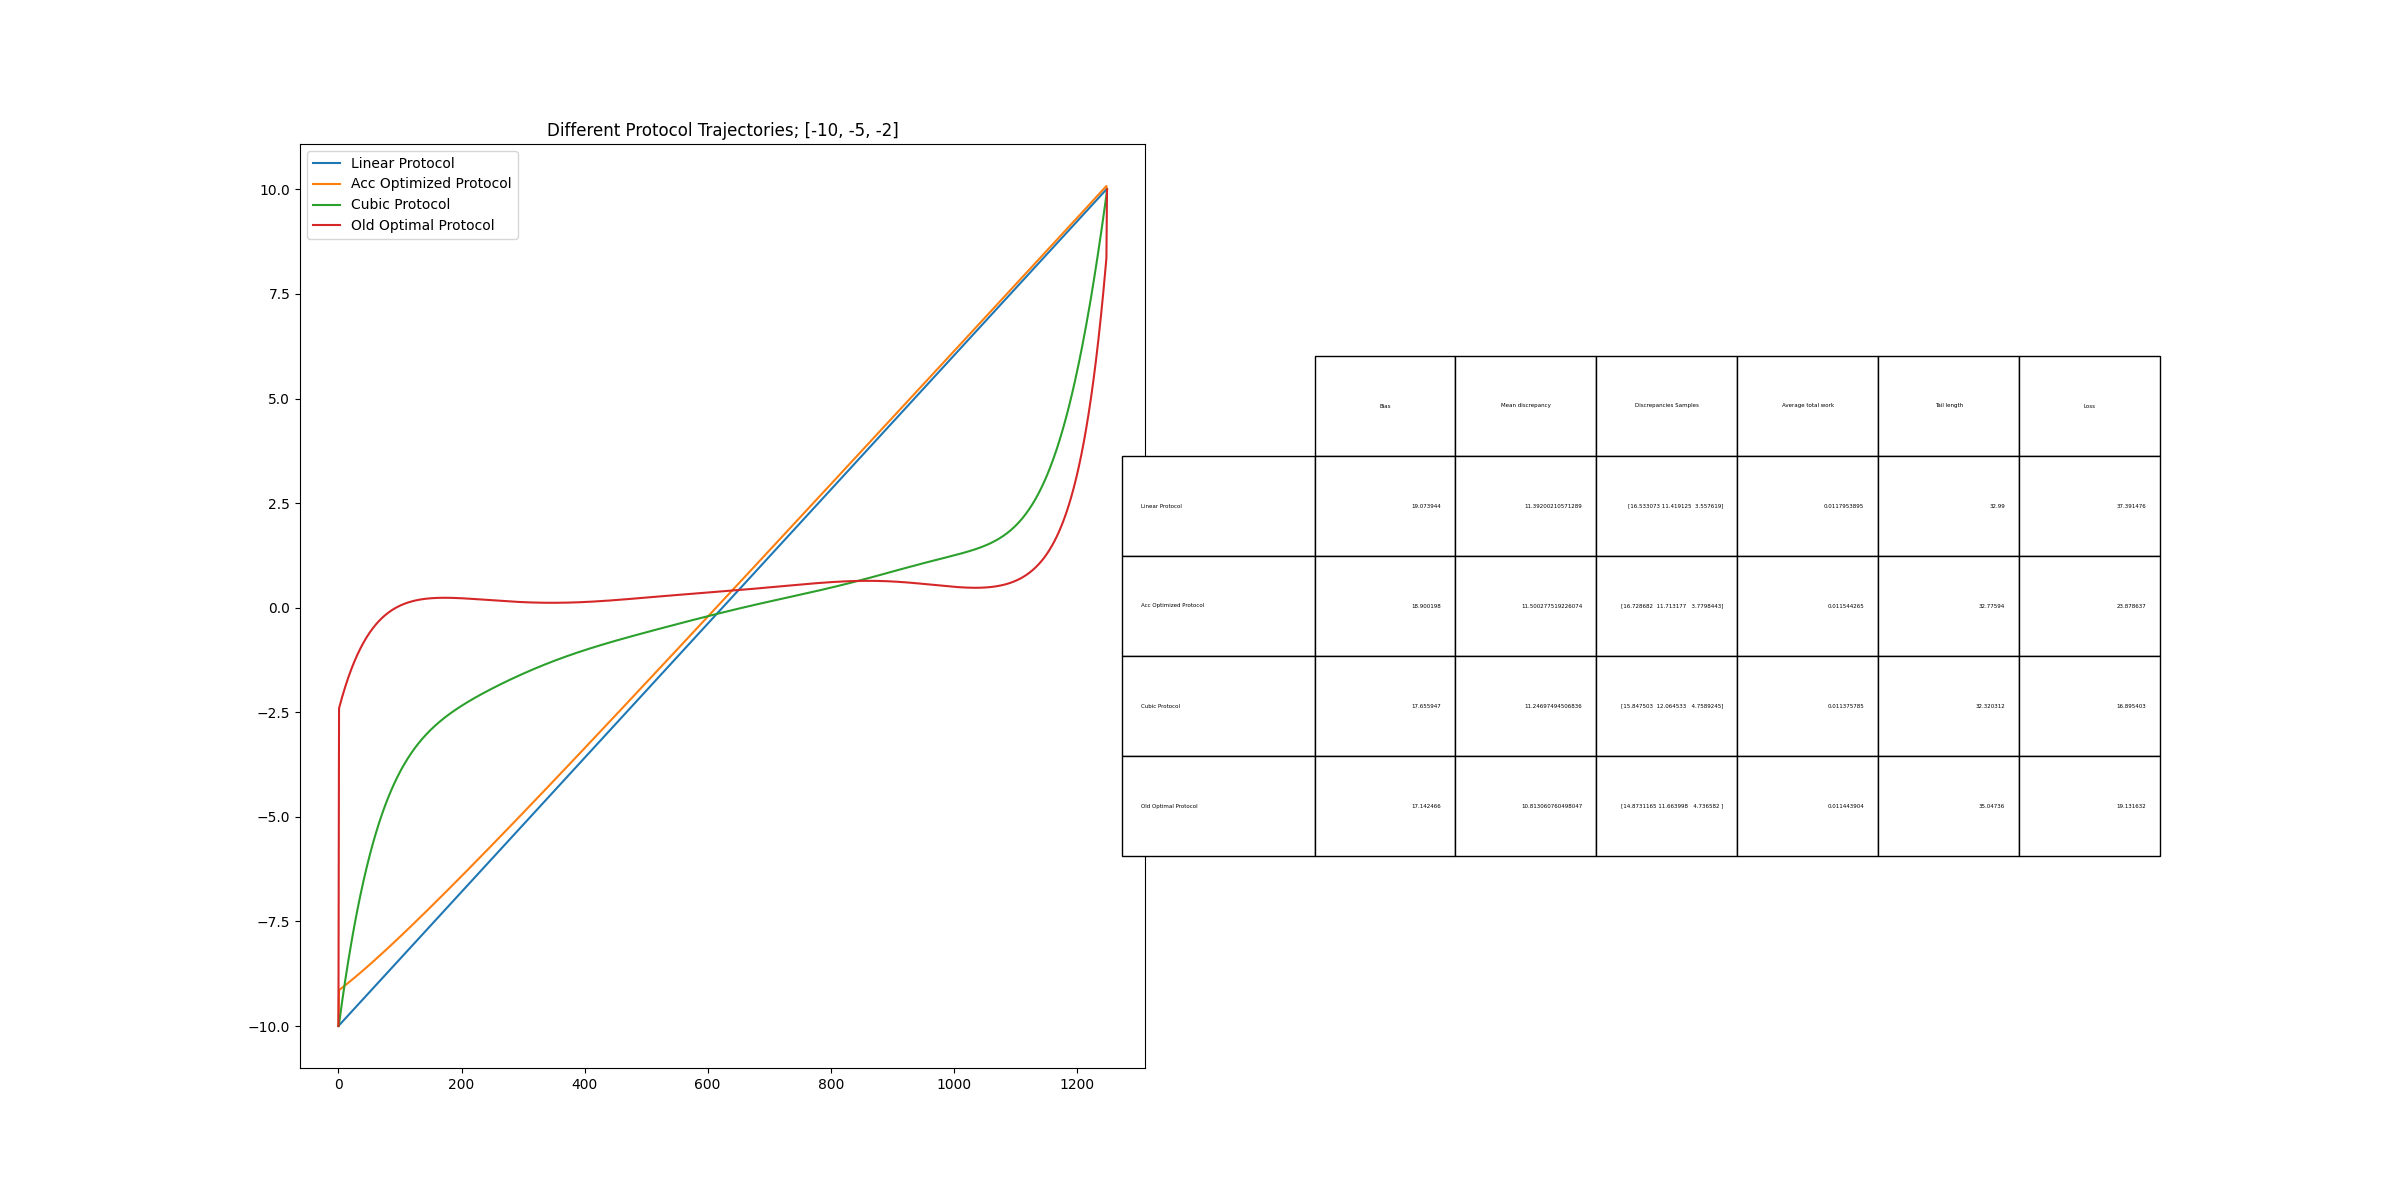 Different Protocol Trajectories; [-10, -5, -2]
Linear Protocol
Acc Optimized Protocol
Cubic Protocol
Old Optimal Protocol
10.0
7.5
5.0
2.5
0.0
−2.5
−5.0
−7.5
−10.0
0 200 400 600 800 1000 1200
Bias Mean discrepancy Discrepancies Samples Average total work Tail length Loss
Linear Protocol 19.073944 11.39200210571289 [16.533073 11.419125 3.557619] 0.0117953895 32.99 37.391476
Acc Optimized Protocol 18.900198 11.500277519226074 [16.728682 11.713177 3.7798443] 0.011544265 32.77594 23.878637
Cubic Protocol 17.655947 11.24697494506836 [15.847503 12.064533 4.7589245] 0.011375785 32.320312 16.895403
Old Optimal Protocol 17.142466 10.813060760498047 [14.8731165 11.663998 4.736582 ] 0.011443904 35.04736 19.131632